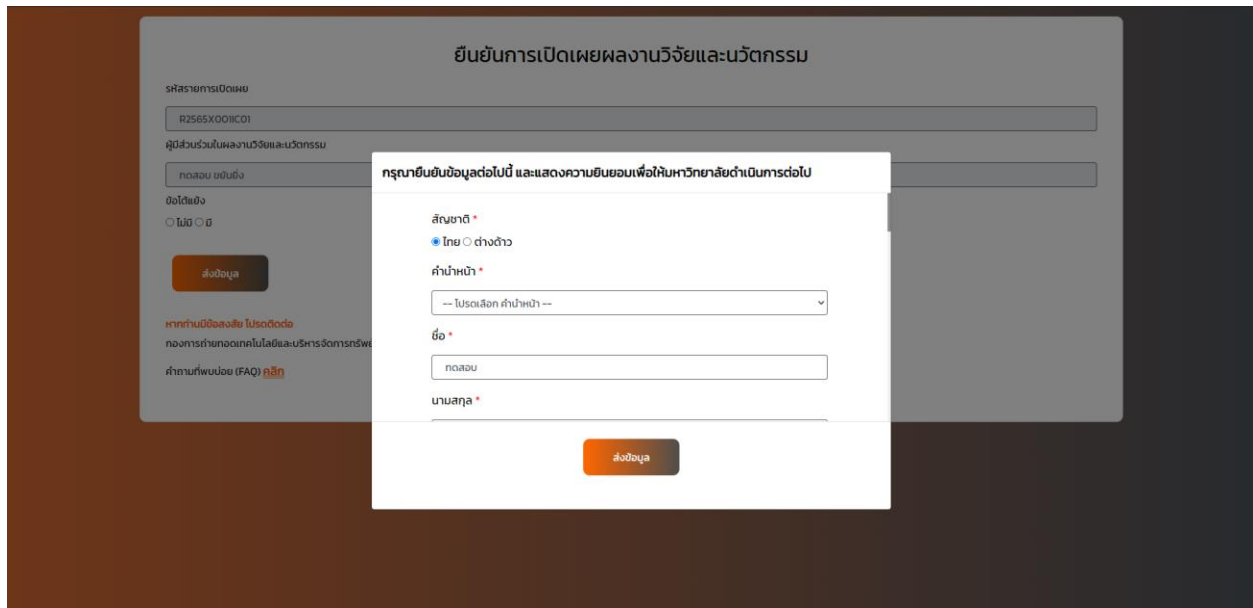 ยืนยันการเปิดเผยผลงานวิจัยและนวัตกรรม
รหัสรายการเปิดเผย
R2565X001IC01
ผู้มีส่วนร่วมในผลงานวิจัยและนวัตกรรม
ทดสอบ ขยันยิ่ง
ข้อโต้แย้ง
ไม่มี มี
ส่งข้อมูล
หากท่านมีข้อสงสัย โปรดติดต่อ
กองการถ่ายทอดเทคโนโลยีและบริหารจัดการทรัพย์
คำถามที่พบบ่อย (FAQ) คลิก
กรุณายืนยันข้อมูลต่อไปนี้ และแสดงความยินยอมเพื่อให้มหาวิทยาลัยดำเนินการต่อไป
สัญชาติ *
ไทย ต่างด้าว
คำนำหน้า *
-- โปรดเลือก คำนำหน้า --
ชื่อ *
ทดสอบ
นามสกุล *
ส่งข้อมูล